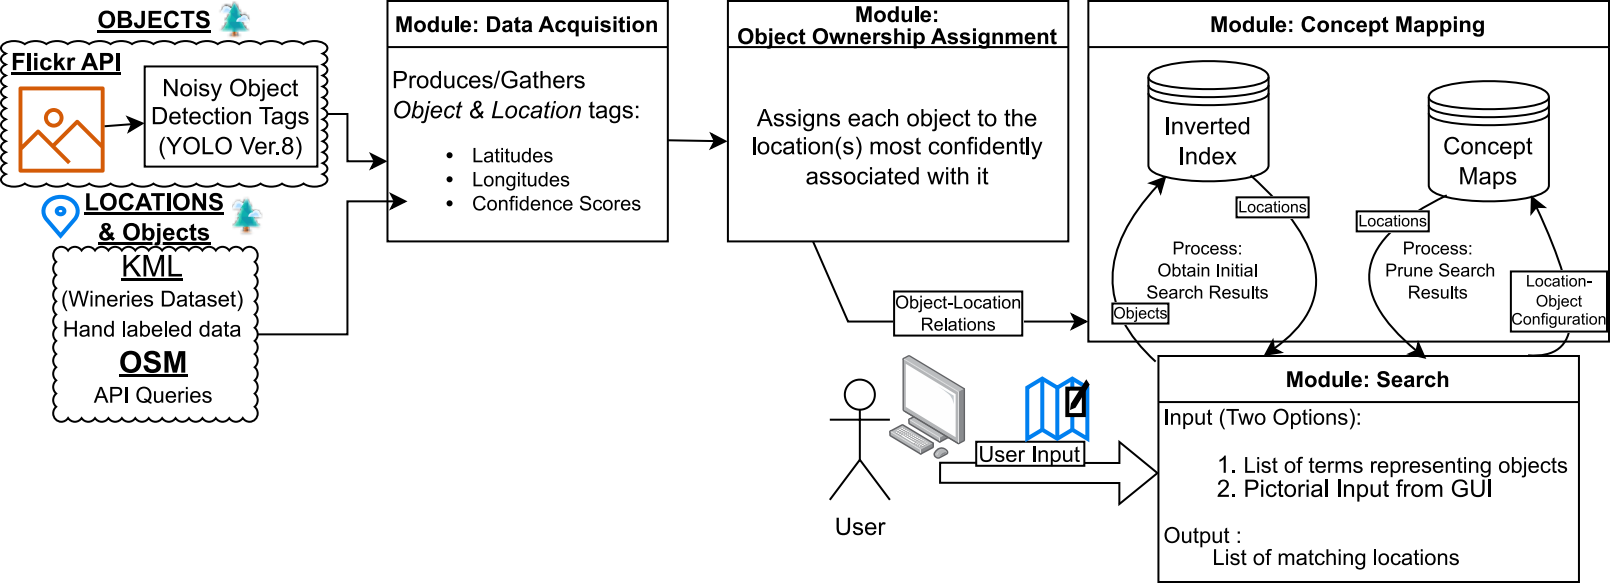 OBJECTS
Flickr API
Noisy Object
Detection Tags
(YOLO Ver.8)
LOCATIONS
& Objects
KML
(Wineries Dataset)
Hand labeled data
OSM
API Queries
Module: Data Acquisition
Produces/Gathers
Object & Location tags:
• Latitudes
• Longitudes
• Confidence Scores
Module:
Object Ownership Assignment
Assigns each object to the
location(s) most confidently
associated with it
Object-Location
Relations
Module: Concept Mapping
Inverted
Index
Concept
Maps
Locations
Process:
Obtain Initial
Search Results
Objects
Locations
Process:
Prune Search
Results
Location-
Object
Configuration
User
User Input
Module: Search
Input (Two Options):
1. List of terms representing objects
2. Pictorial Input from GUI
Output :
List of matching locations